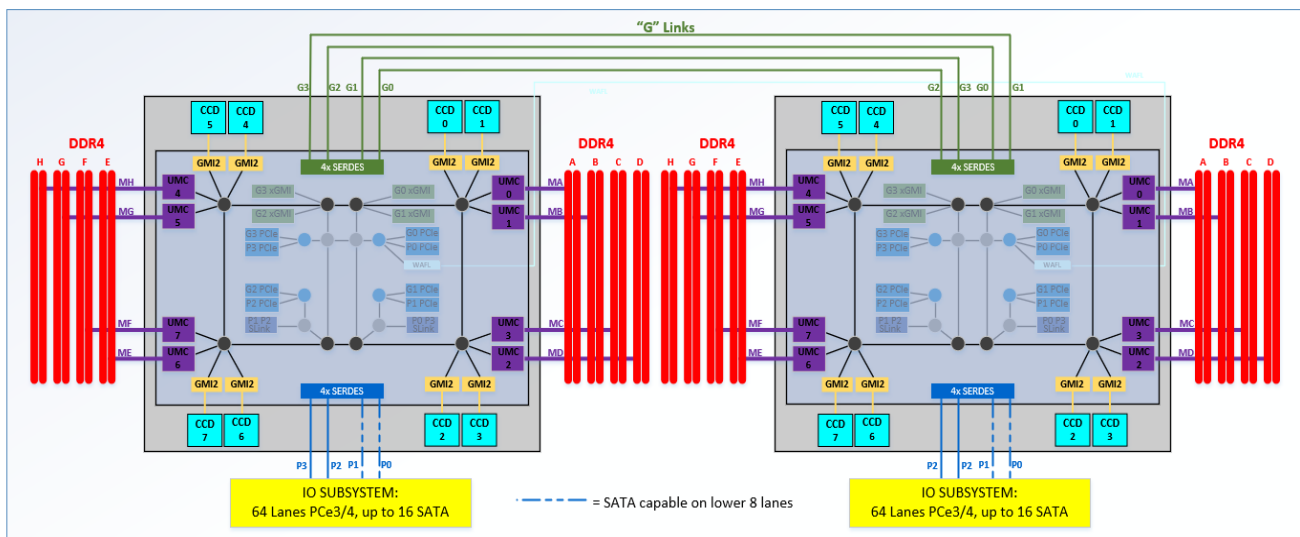 "G" Links
G3 G2 G1 G0
G2 G3 G0 G1
WAFL
WAFL
CCD 5
CCD 4
CCD 0
CCD 1
CCD 5
CCD 4
CCD 0
CCD 1
DDR4
DDR4
DDR4
DDR4
H G F E
A B C D
H G F E
A B C D
GMI2 GMI2
4x SERDES
GMI2 GMI2
GMI2 GMI2
4x SERDES
GMI2 GMI2
MH
UMC 4
G3 xGMI
G0 xGMI
UMC 0
MA
MH
UMC 4
G3 xGMI
G0 xGMI
UMC 0
MA
MG
UMC 5
G2 xGMI
G1 xGMI
UMC 1
MB
MG
UMC 5
G2 xGMI
G1 xGMI
UMC 1
MB
G3 PCIe
G0 PCIe
G3 PCIe
G0 PCIe
P3 PCIe
P0 PCIe
P3 PCIe
P0 PCIe
WAFL
WAFL
G2 PCIe
G1 PCIe
G2 PCIe
G1 PCIe
P2 PCIe
P1 PCIe
P2 PCIe
P1 PCIe
MF
UMC 7
P1 P2 SLink
P0 P3 SLink
UMC 3
MC
MF
UMC 7
P1 P2 SLink
P0 P3 SLink
UMC 3
MC
ME
UMC 6
UMC 2
MD
ME
UMC 6
UMC 2
MD
GMI2 GMI2
4x SERDES
GMI2 GMI2
GMI2 GMI2
4x SERDES
GMI2 GMI2
CCD 7
CCD 6
CCD 2
CCD 3
CCD 7
CCD 6
CCD 2
CCD 3
P3 P2 P1 P0
P2 P2 P1 P0
IO SUBSYSTEM:
64 Lanes PCe3/4, up to 16 SATA
= SATA capable on lower 8 lanes
IO SUBSYSTEM:
64 Lanes PCe3/4, up to 16 SATA